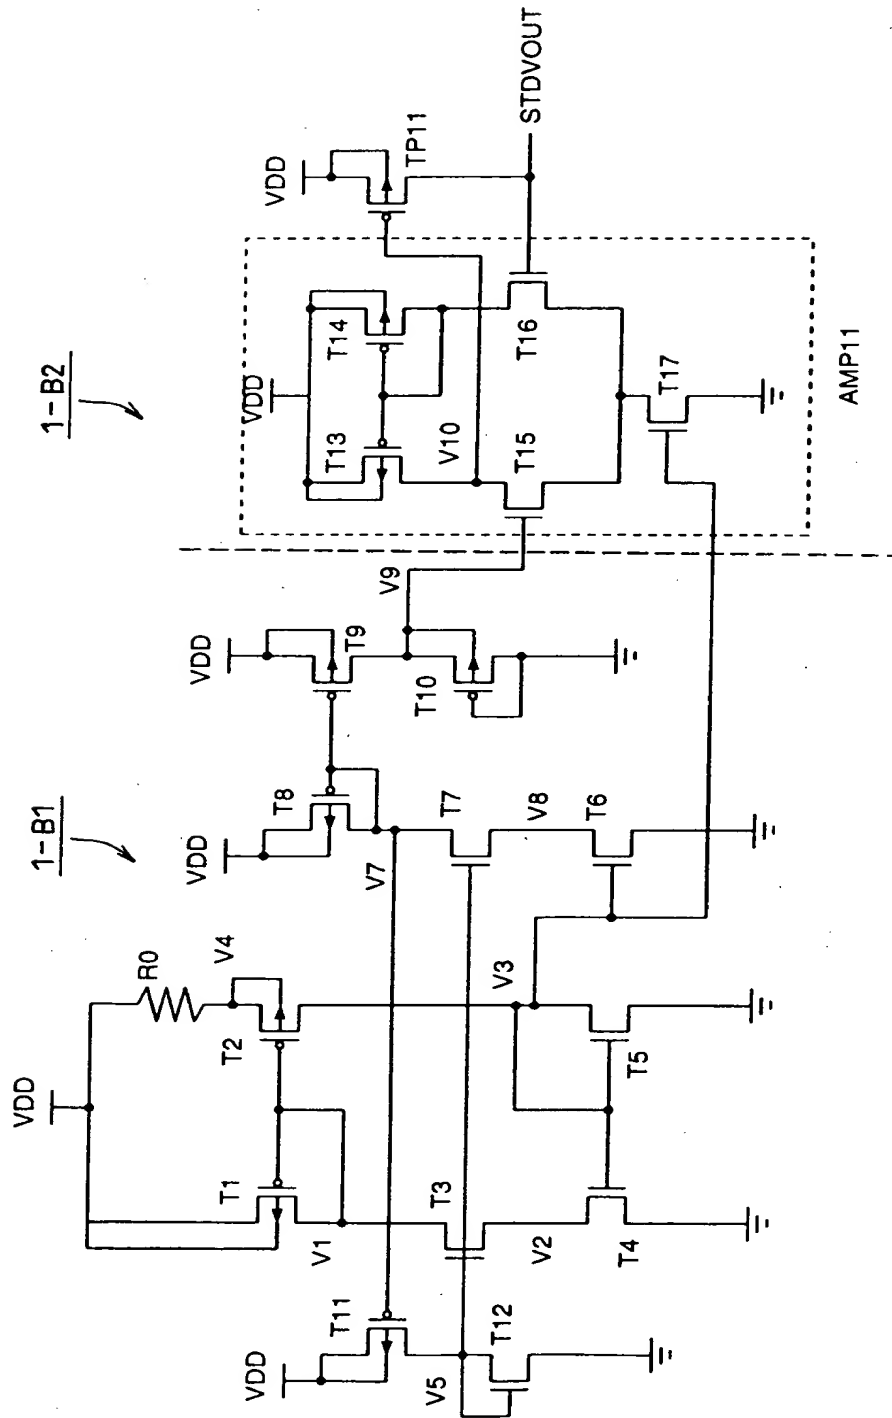 1-B1
1-B2
VDD
VDD
VDD
VDD
VDD
VDD
R0
V4
T11
T1
T2
T8
T9
T13
T14
TP11
V1
V7
V9
V10
T10
V5
T12
T3
V3
T7
T15
T16
STDVOUT
V2
V8
T4
T5
T6
T17
AMP11